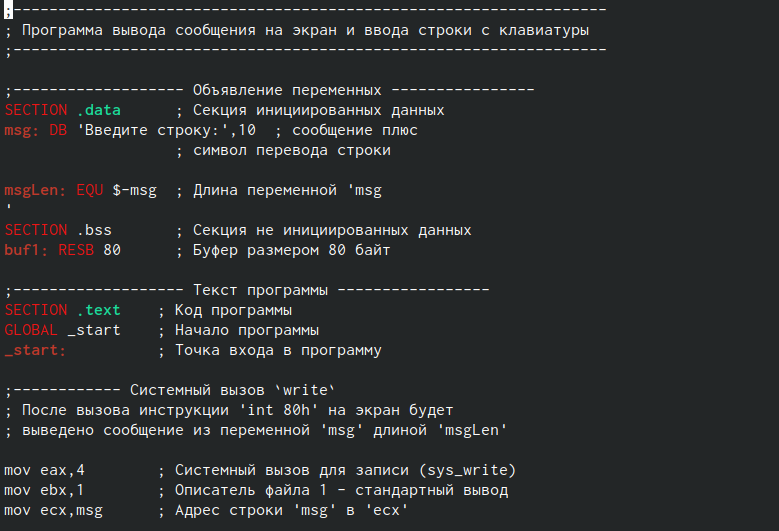 ;------------------------------------------------------------------
; Программа вывода сообщения на экран и ввода строки с клавиатуры
;------------------------------------------------------------------
;------------------- Объявление переменных ----------------
SECTION .data      ; Секция инициированных данных
msg: DB 'Введите строку:',10  ; сообщение плюс
                   ; символ перевода строки
msgLen: EQU $-msg  ; Длина переменной 'msg
'
SECTION .bss       ; Секция не инициированных данных
buf1: RESB 80      ; Буфер размером 80 байт
;------------------- Текст программы -----------------
SECTION .text    ; Код программы
GLOBAL _start    ; Начало программы
_start:          ; Точка входа в программу
;------------ Системный вызов `write`
; После вызова инструкции 'int 80h' на экран будет
; выведено сообщение из переменной 'msg' длиной 'msgLen'
mov eax,4        ; Системный вызов для записи (sys_write)
mov ebx,1        ; Описатель файла 1 - стандартный вывод
mov ecx,msg      ; Адрес строки 'msg' в 'ecx'